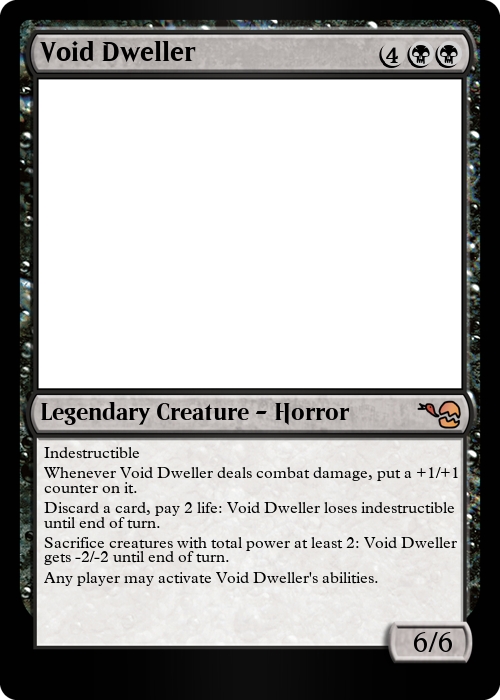 Void Dweller 4
Legendary Creature - Horror
Indestructible
Whenever Void Dweller deals combat damage, put a +1/+1
counter on it.
Discard a card, pay 2 life: Void Dweller loses indestructible
until end of turn.
Sacrifice creatures with total power at least 2: Void Dweller
gets -2/-2 until end of turn.
Any player may activate Void Dweller's abilities.
6/6